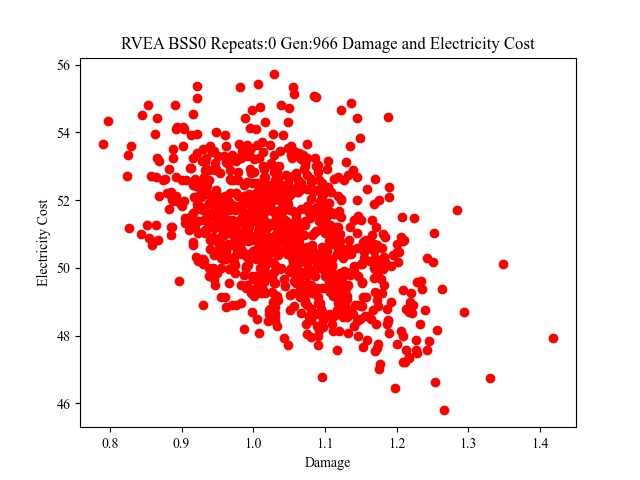 RVEA BSS0 Repeats:0 Gen:966 Damage and Electricity Cost
56
54
52
50
48
46
Electricity Cost
0.8 0.9 1.0 1.1 1.2 1.3 1.4
Damage